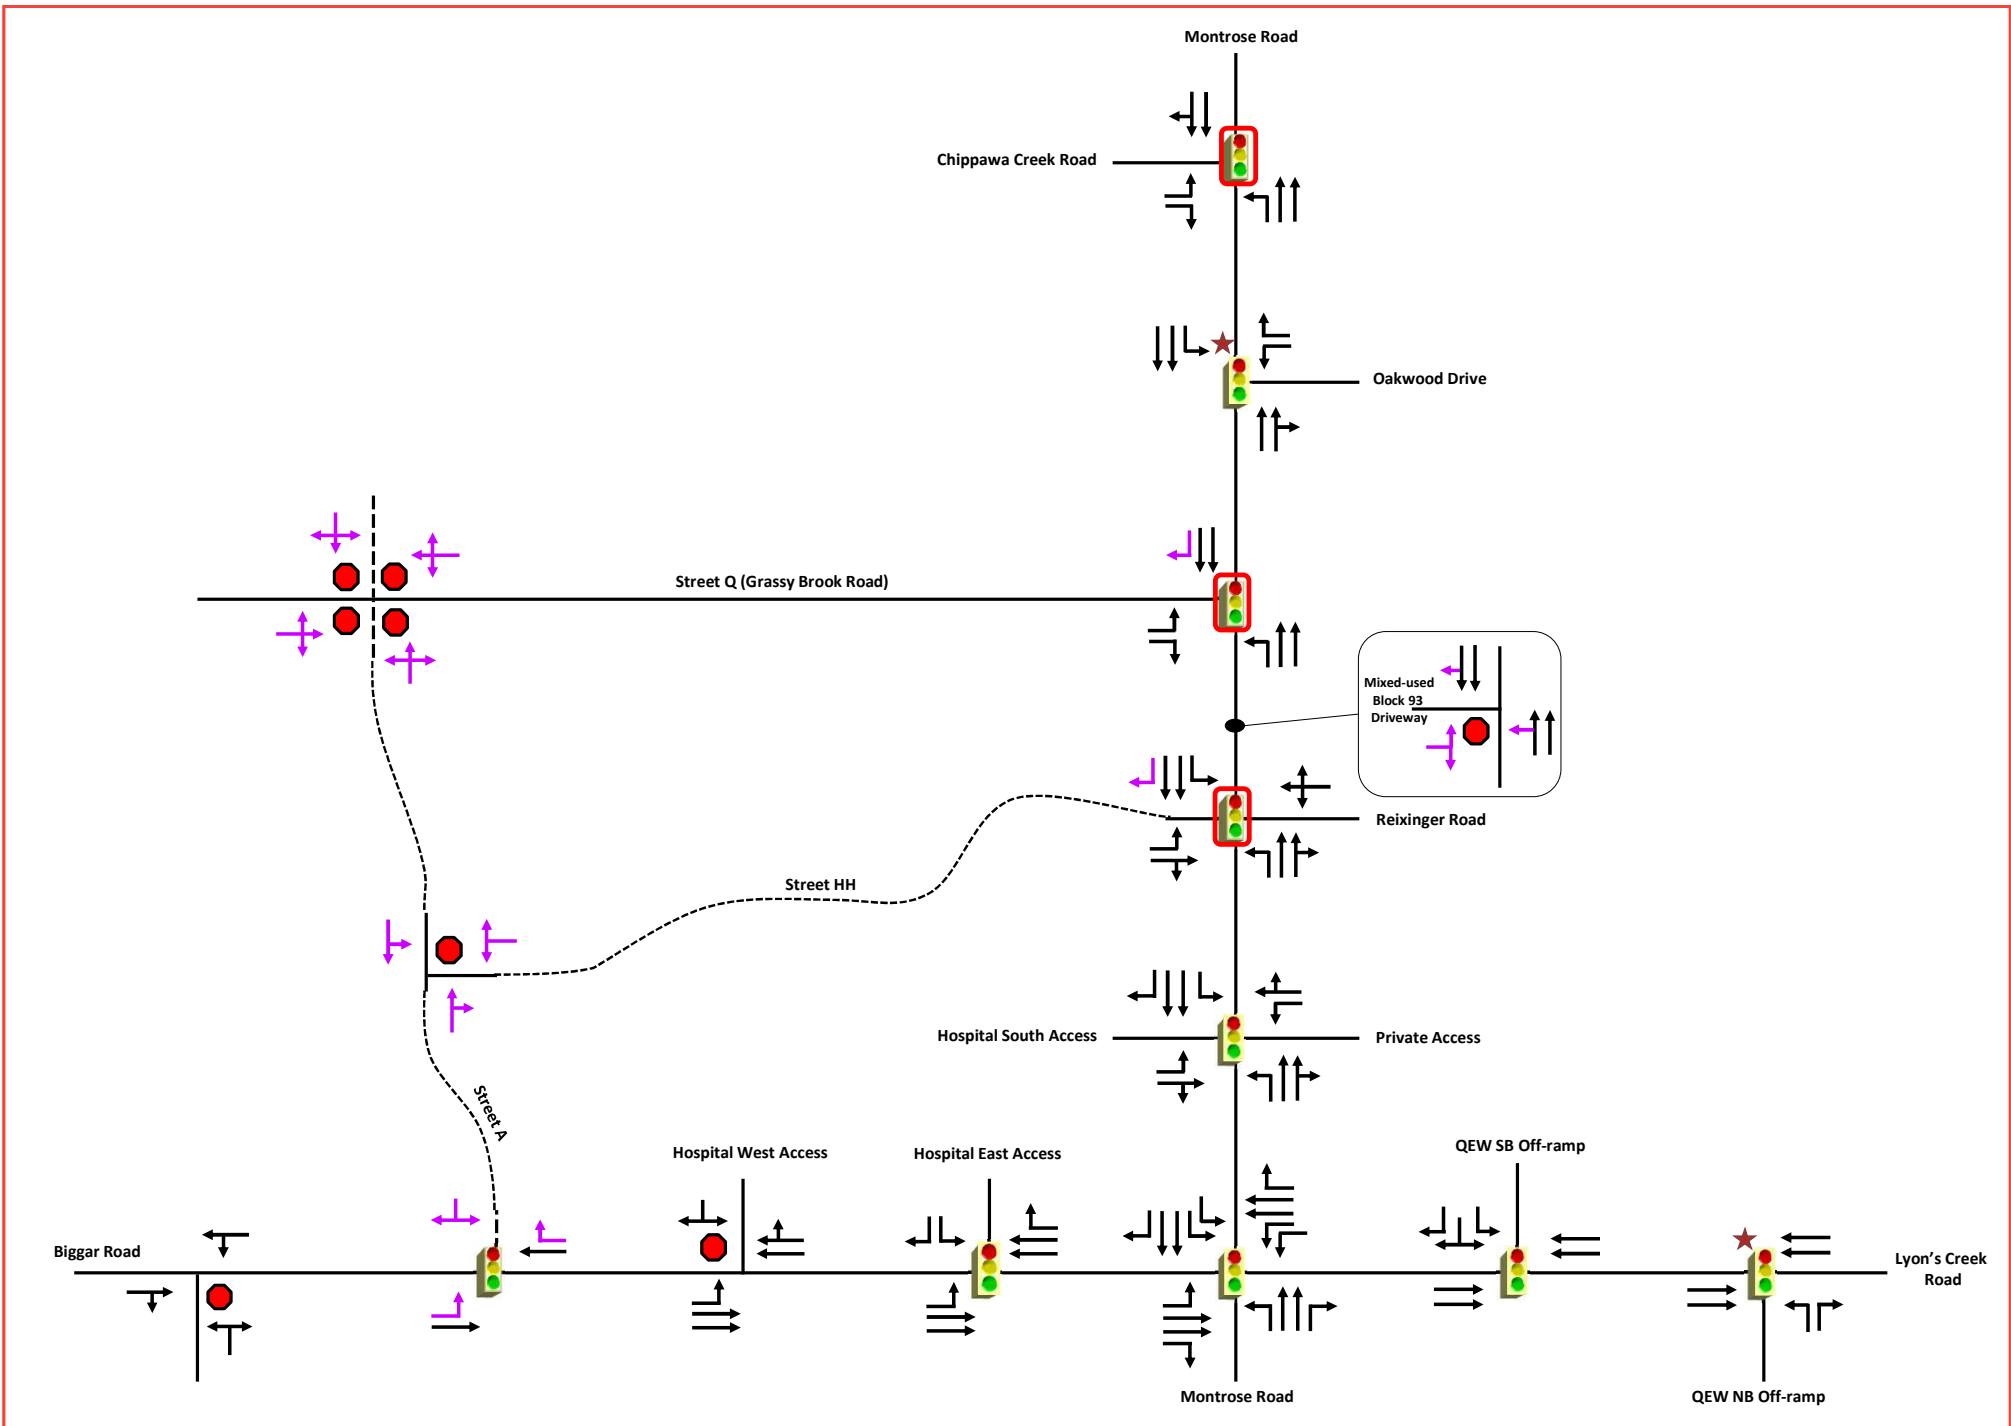 Montrose Road
Chippawa Creek Road
Oakwood Drive
Street Q (Grassy Brook Road)
Mixed-used
Block 93
Driveway
Reixinger Road
Street HH
Hospital South Access
Private Access
Street A
Hospital West Access
Hospital East Access
QEW SB Off-ramp
Biggar Road
Lyon's Creek
Road
Montrose Road
QEW NB Off-ramp